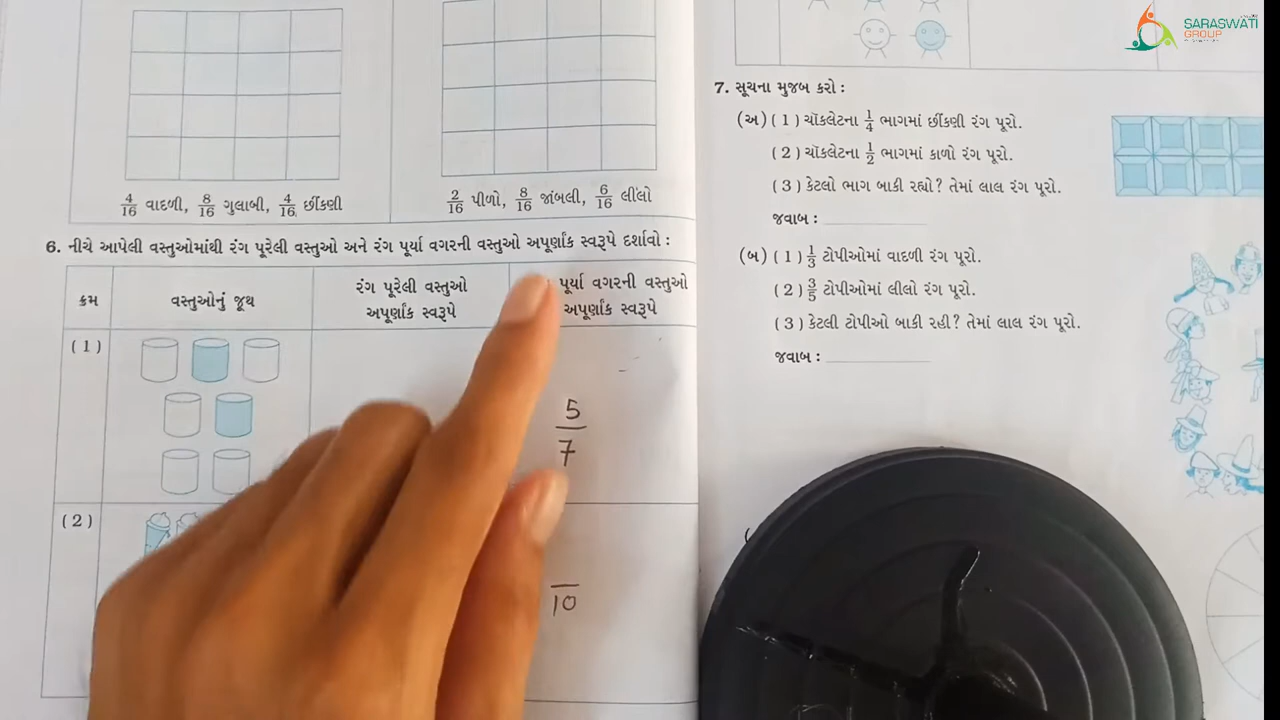 SARASWATI
GROUP
4/16 વાદળી, 8/16 ગુલાબી, 4/16 છીંકણી
2/16 પીળો, 8/16 જાંબલી, 6/16 લીલો
6. નીચે આપેલી વસ્તુઓમાંથી રંગ પૂરેલી વસ્તુઓ અને રંગ પૂર્યા વગરની વસ્તુઓ અપૂર્ણાંક સ્વરૂપે દર્શાવો :
ક્રમ
વસ્તુઓનું જૂથ
રંગ પૂરેલી વસ્તુઓ
અપૂર્ણાંક સ્વરૂપે
પૂર્યા વગરની વસ્તુઓ
અપૂર્ણાંક સ્વરૂપે
(1)
5/7
(2)
10
7. સૂચના મુજબ કરો :
(અ) (1) ચૉકલેટના 1/4 ભાગમાં છીંકણી રંગ પૂરો.
(2) ચૉકલેટના 1/2 ભાગમાં કાળો રંગ પૂરો.
(3) કેટલો ભાગ બાકી રહ્યો? તેમાં લાલ રંગ પૂરો.
જવાબ :
(બ) (1) 1/3 ટોપીઓમાં વાદળી રંગ પૂરો.
(2) 3/5 ટોપીઓમાં લીલો રંગ પૂરો.
(3) કેટલી ટોપીઓ બાકી રહી? તેમાં લાલ રંગ પૂરો.
જવાબ :